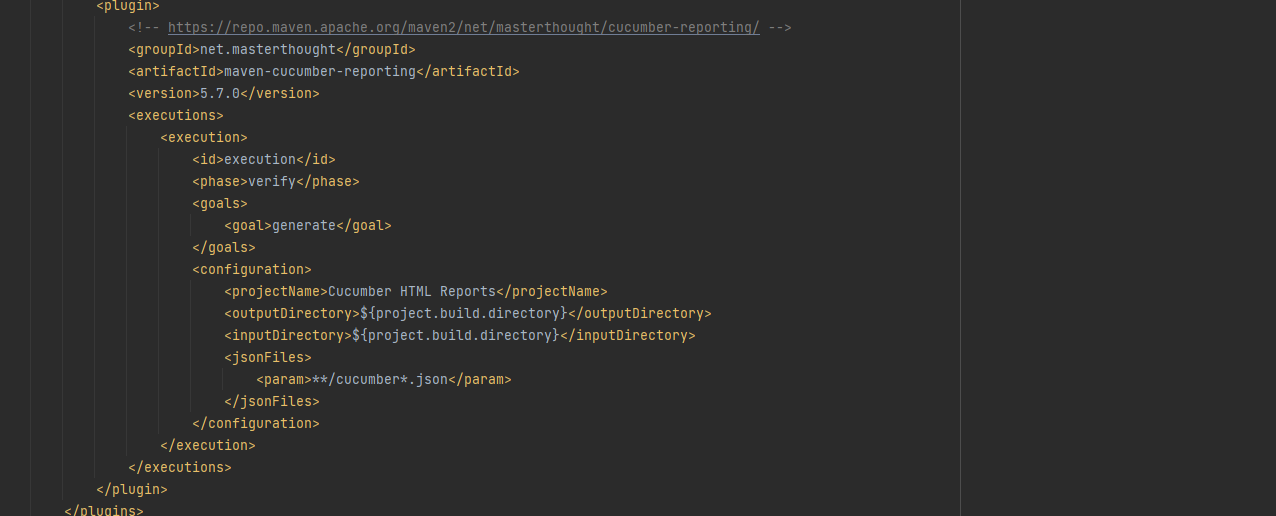 <plugin>
<!-- https://repo.maven.apache.org/maven2/net/masterthought/cucumber-reporting/ -->
<groupId>net.masterthought</groupId>
<artifactId>maven-cucumber-reporting</artifactId>
<version>5.7.0</version>
<executions>
<execution>
<id>execution</id>
<phase>verify</phase>
<goals>
<goal>generate</goal>
</goals>
<configuration>
<projectName>Cucumber HTML Reports</projectName>
<outputDirectory>${project.build.directory}</outputDirectory>
<inputDirectory>${project.build.directory}</inputDirectory>
<jsonFiles>
<param>**/cucumber*.json</param>
</jsonFiles>
</configuration>
</execution>
</executions>
</plugin>
</plugins>